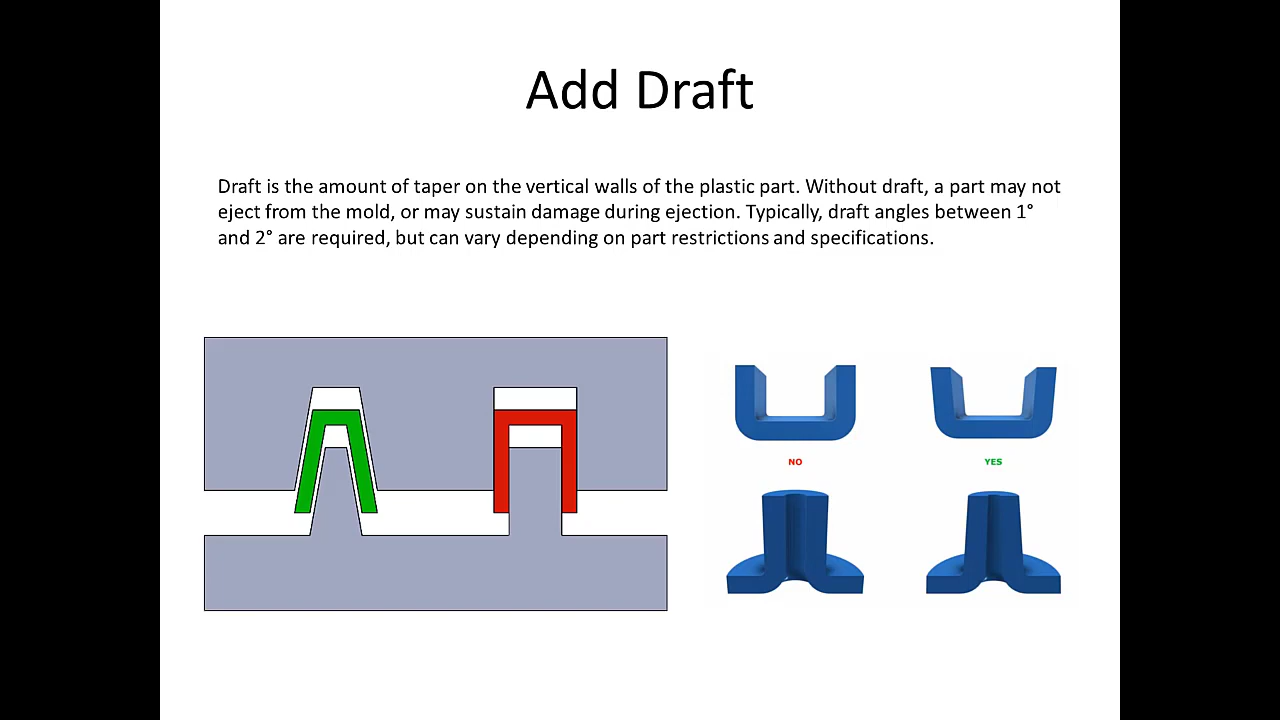 Add Draft
Draft is the amount of taper on the vertical walls of the plastic part. Without draft, a part may not
eject from the mold, or may sustain damage during ejection. Typically, draft angles between 1°
and 2° are required, but can vary depending on part restrictions and specifications.
NO
YES